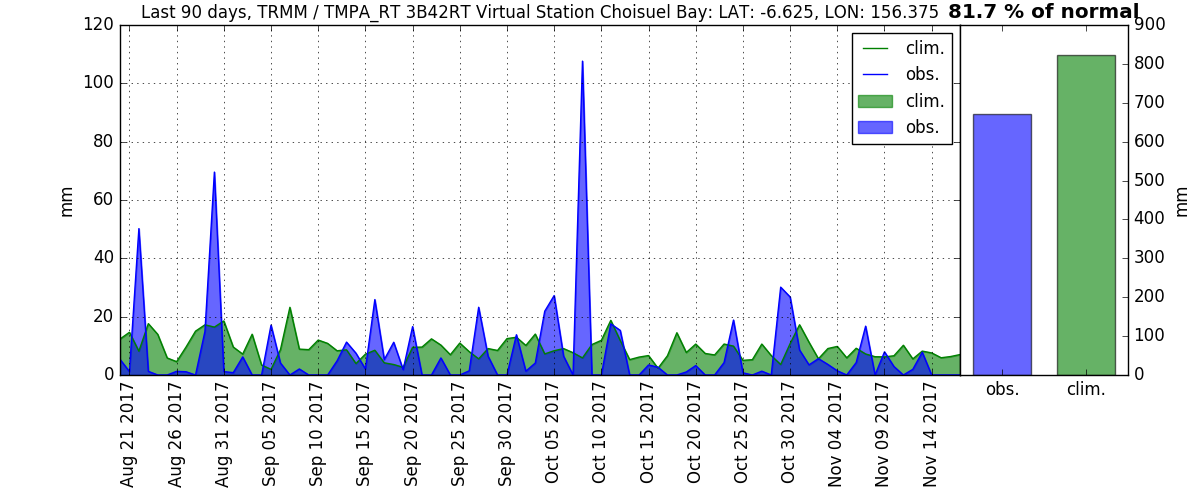 Last 90 days, TRMM / TMPA_RT 3B42RT Virtual Station Choisuel Bay: LAT: -6.625, LON: 156.375 81.7 % of normal
120
100
80
60
40
20
0
mm
clim.
obs.
clim.
obs.
Aug 21 2017
Aug 26 2017
Aug 31 2017
Sep 05 2017
Sep 10 2017
Sep 15 2017
Sep 20 2017
Sep 25 2017
Sep 30 2017
Oct 05 2017
Oct 10 2017
Oct 15 2017
Oct 20 2017
Oct 25 2017
Oct 30 2017
Nov 04 2017
Nov 09 2017
Nov 14 2017
900
800
700
600
500
400
300
200
100
0
mm
obs.
clim.